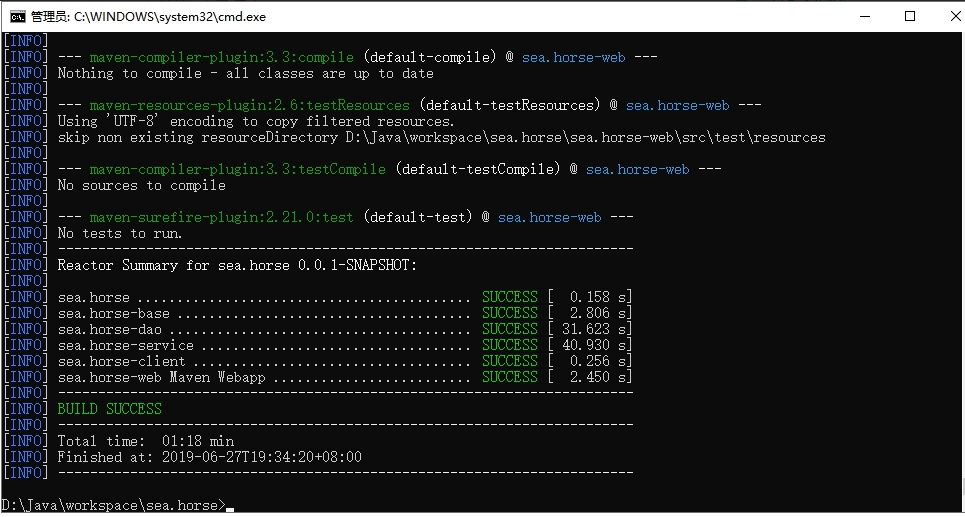 管理员: C:\WINDOWS\system32\cmd.exe
[INFO]
[INFO] --- maven-compiler-plugin:3.3:compile (default-compile) @ sea.horse-web ---
[INFO] Nothing to compile - all classes are up to date
[INFO]
[INFO] --- maven-resources-plugin:2.6:testResources (default-testResources) @ sea.horse-web ---
[INFO] Using 'UTF-8' encoding to copy filtered resources.
[INFO] skip non existing resourceDirectory D:\Java\workspace\sea.horse\sea.horse-web\src\test\resources
[INFO]
[INFO] --- maven-compiler-plugin:3.3:testCompile (default-testCompile) @ sea.horse-web ---
[INFO] No sources to compile
[INFO]
[INFO] --- maven-surefire-plugin:2.21.0:test (default-test) @ sea.horse-web ---
[INFO] No tests to run.
[INFO] ------------------------------------------------------------------------
[INFO] Reactor Summary for sea.horse 0.0.1-SNAPSHOT:
[INFO]
[INFO] sea.horse .......................................... SUCCESS [  0.158 s]
[INFO] sea.horse-base ..................................... SUCCESS [  2.806 s]
[INFO] sea.horse-dao ...................................... SUCCESS [ 31.623 s]
[INFO] sea.horse-service .................................. SUCCESS [ 40.930 s]
[INFO] sea.horse-client ................................... SUCCESS [  0.256 s]
[INFO] sea.horse-web Maven Webapp ......................... SUCCESS [  2.450 s]
[INFO] ------------------------------------------------------------------------
[INFO] BUILD SUCCESS
[INFO] ------------------------------------------------------------------------
[INFO] Total time:  01:18 min
[INFO] Finished at: 2019-06-27T19:34:20+08:00
[INFO] ------------------------------------------------------------------------
D:\Java\workspace\sea.horse>